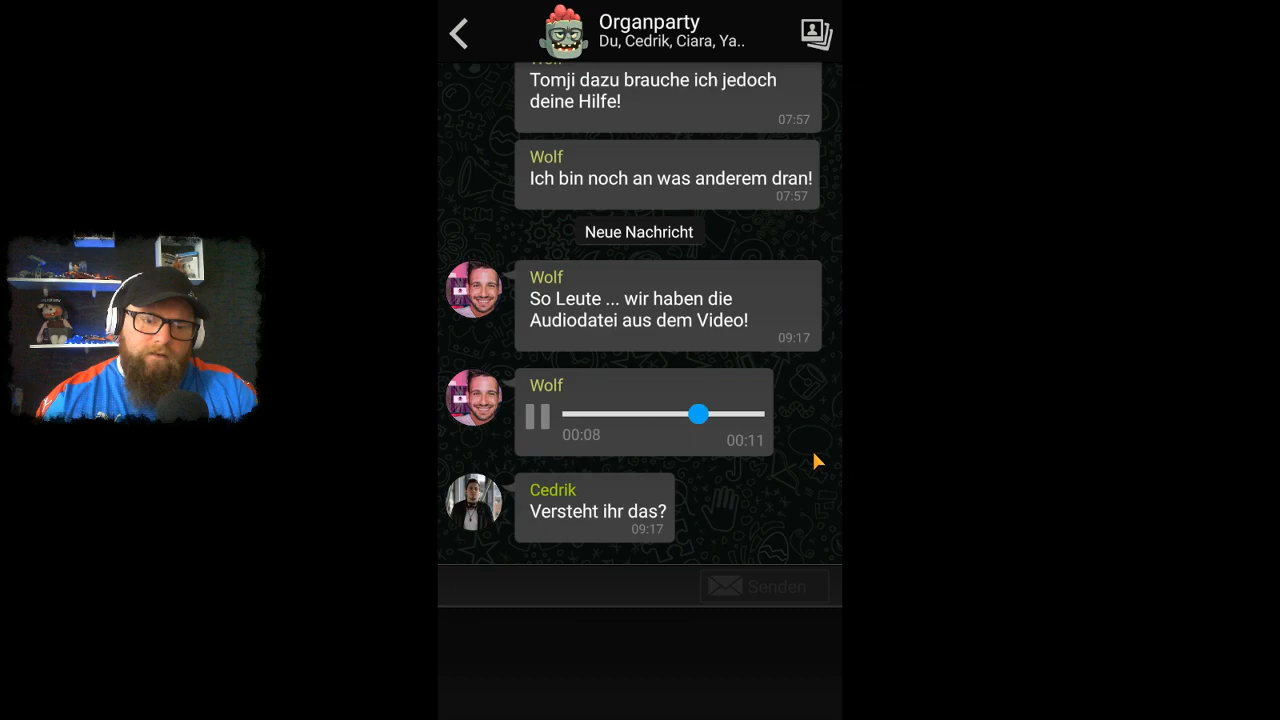 Organparty
Du, Cedrik, Ciara, Ya..
Tomji dazu brauche ich jedoch
deine Hilfe!
07:57
Wolf
Ich bin noch an was anderem dran!
07:57
Neue Nachricht
Wolf
So Leute ... wir haben die
Audiodatei aus dem Video!
09:17
Wolf
00:08
00:11
Cedrik
Versteht ihr das?
09:17
Senden